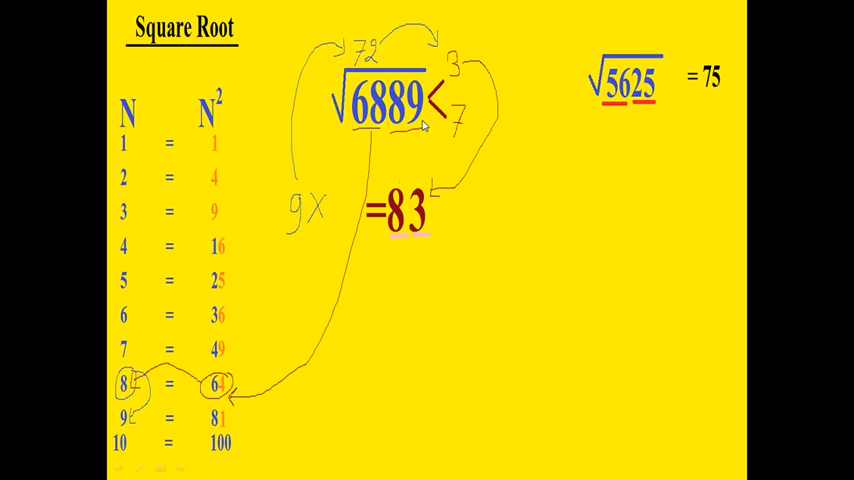 Square Root
N N²
1 = 1
2 = 4
3 = 9
4 = 16
5 = 25
6 = 36
7 = 49
8 = 64
9 = 81
10 = 100
72
3
√6889 <
7
9x
=83
√5625 = 75